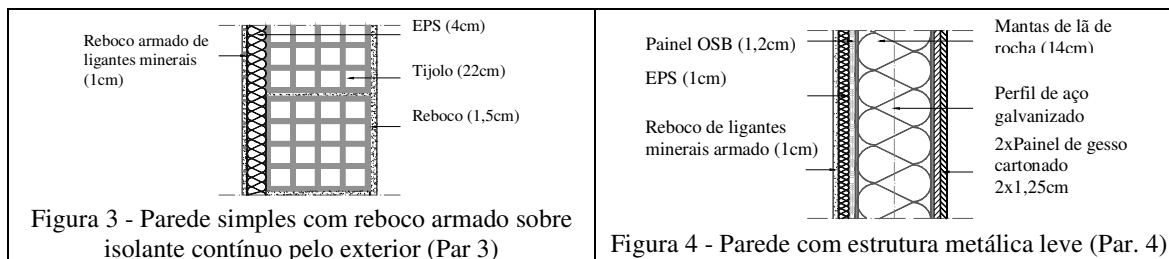 EPS (4cm)
Reboco armado de
ligantes minerais
(1cm)
Tijolo (22cm)
Reboco (1,5cm)
Figura 3 - Parede simples com reboco armado sobre
isolante contínuo pelo exterior (Par 3)
Painel OSB (1,2cm)
EPS (1cm)
Reboco de ligantes
minerais armado (1cm)
Mantas de lã de
rocha (14cm)
Perfil de aço
galvanizado
2xPainel de gesso
cartonado
2x1,25cm
Figura 4 - Parede com estrutura metálica leve (Par. 4)